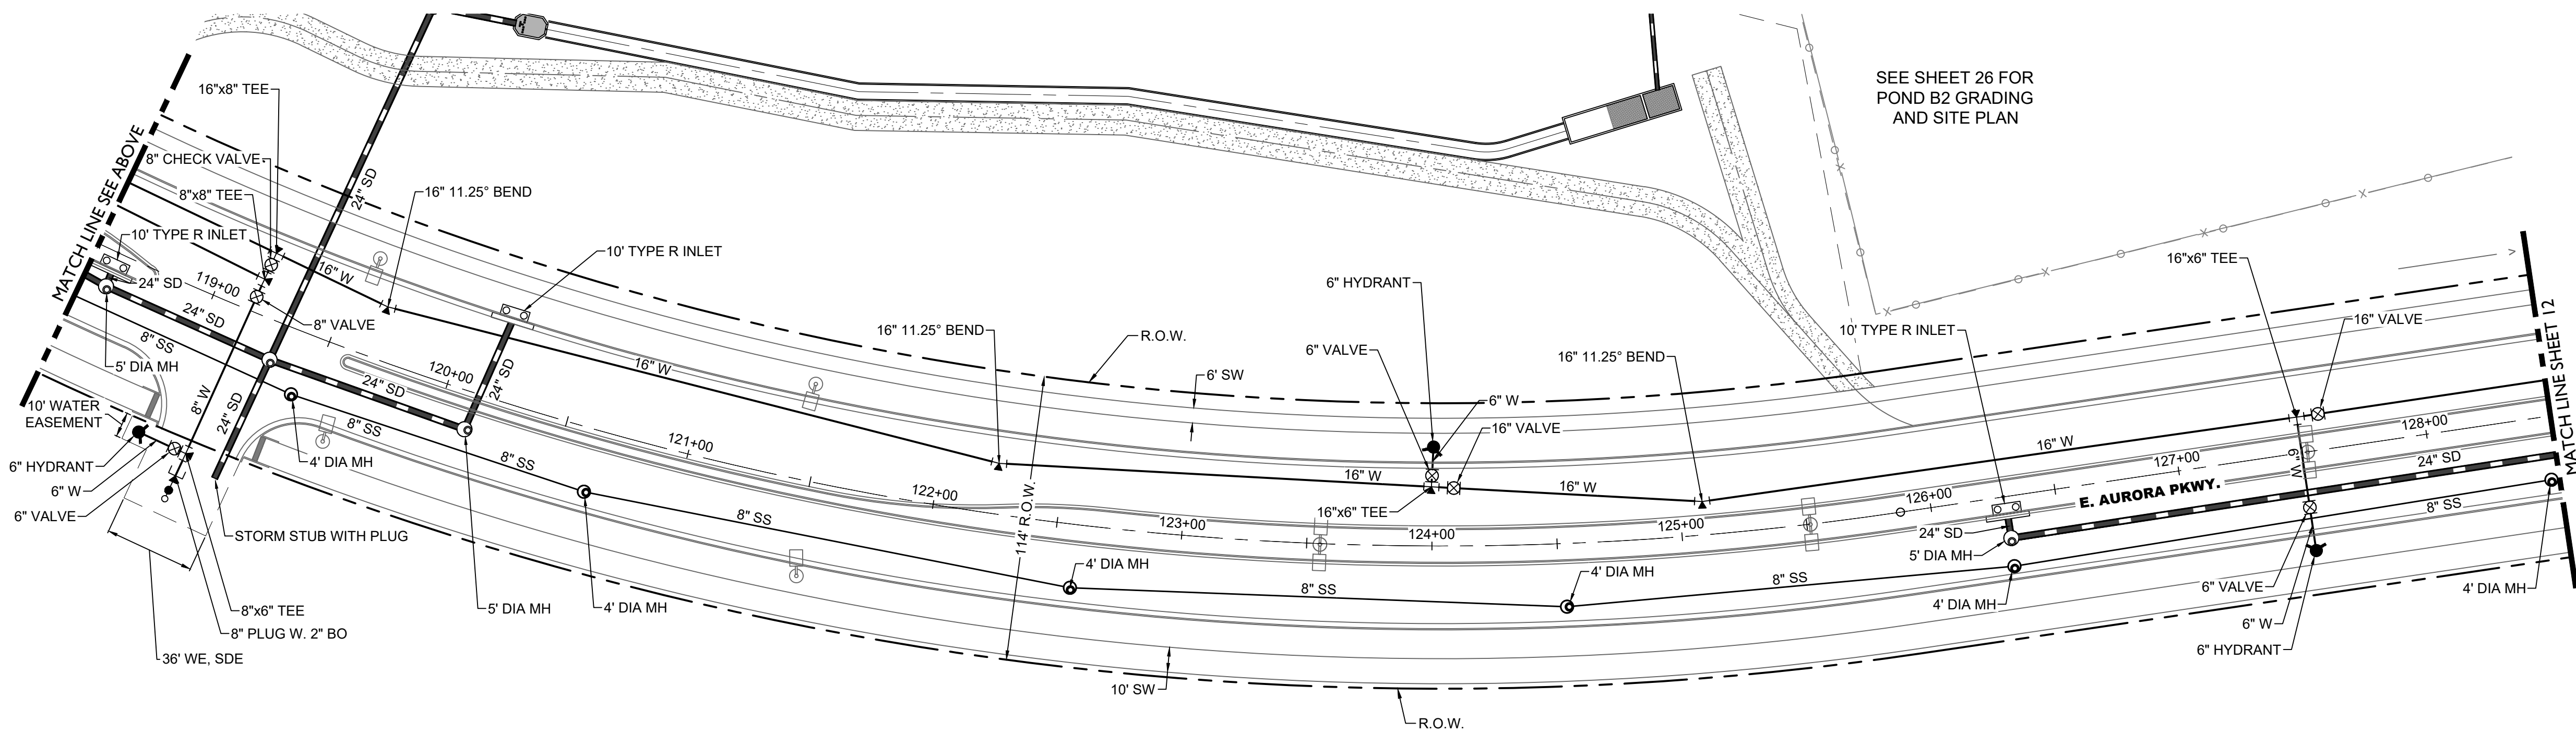 SEE SHEET 26 FOR
POND B2 GRADING
AND SITE PLAN
16"x8" TEE
MATCH LINE SEE ABOVE
8" CHECK VALVE
8"x8" TEE
24" SD
16" 11.25° BEND
10' TYPE R INLET
10' TYPE R INLET
16" W
24" SD
119+00
24" SD
8" VALVE
8" SS
5' DIA MH
8" W
24" SD
120+00
24" SD
24" SD
16" W
16" 11.25° BEND
6" HYDRANT
R.O.W.
6" VALVE
6' SW
6" W
16" VALVE
16" 11.25° BEND
10' TYPE R INLET
16"x6" TEE
16" VALVE
MATCH LINE SHEET 12
10' WATER
EASEMENT
6" HYDRANT
6" W
6" VALVE
8" SS
4' DIA MH
8" SS
121+00
122+00
8" SS
114' R.O.W.
123+00
16" W
16"x6" TEE
124+00
16" W
125+00
126+00
E. AURORA PKWY.
127+00
16" W
6" W
128+00
24" SD
8" SS
STORM STUB WITH PLUG
8"x6" TEE
8" PLUG W. 2" BO
36' WE, SDE
5' DIA MH
4' DIA MH
4' DIA MH
8" SS
4' DIA MH
8" SS
24" SD
5' DIA MH
4' DIA MH
6" VALVE
6" W
6" HYDRANT
4' DIA MH
10' SW
R.O.W.